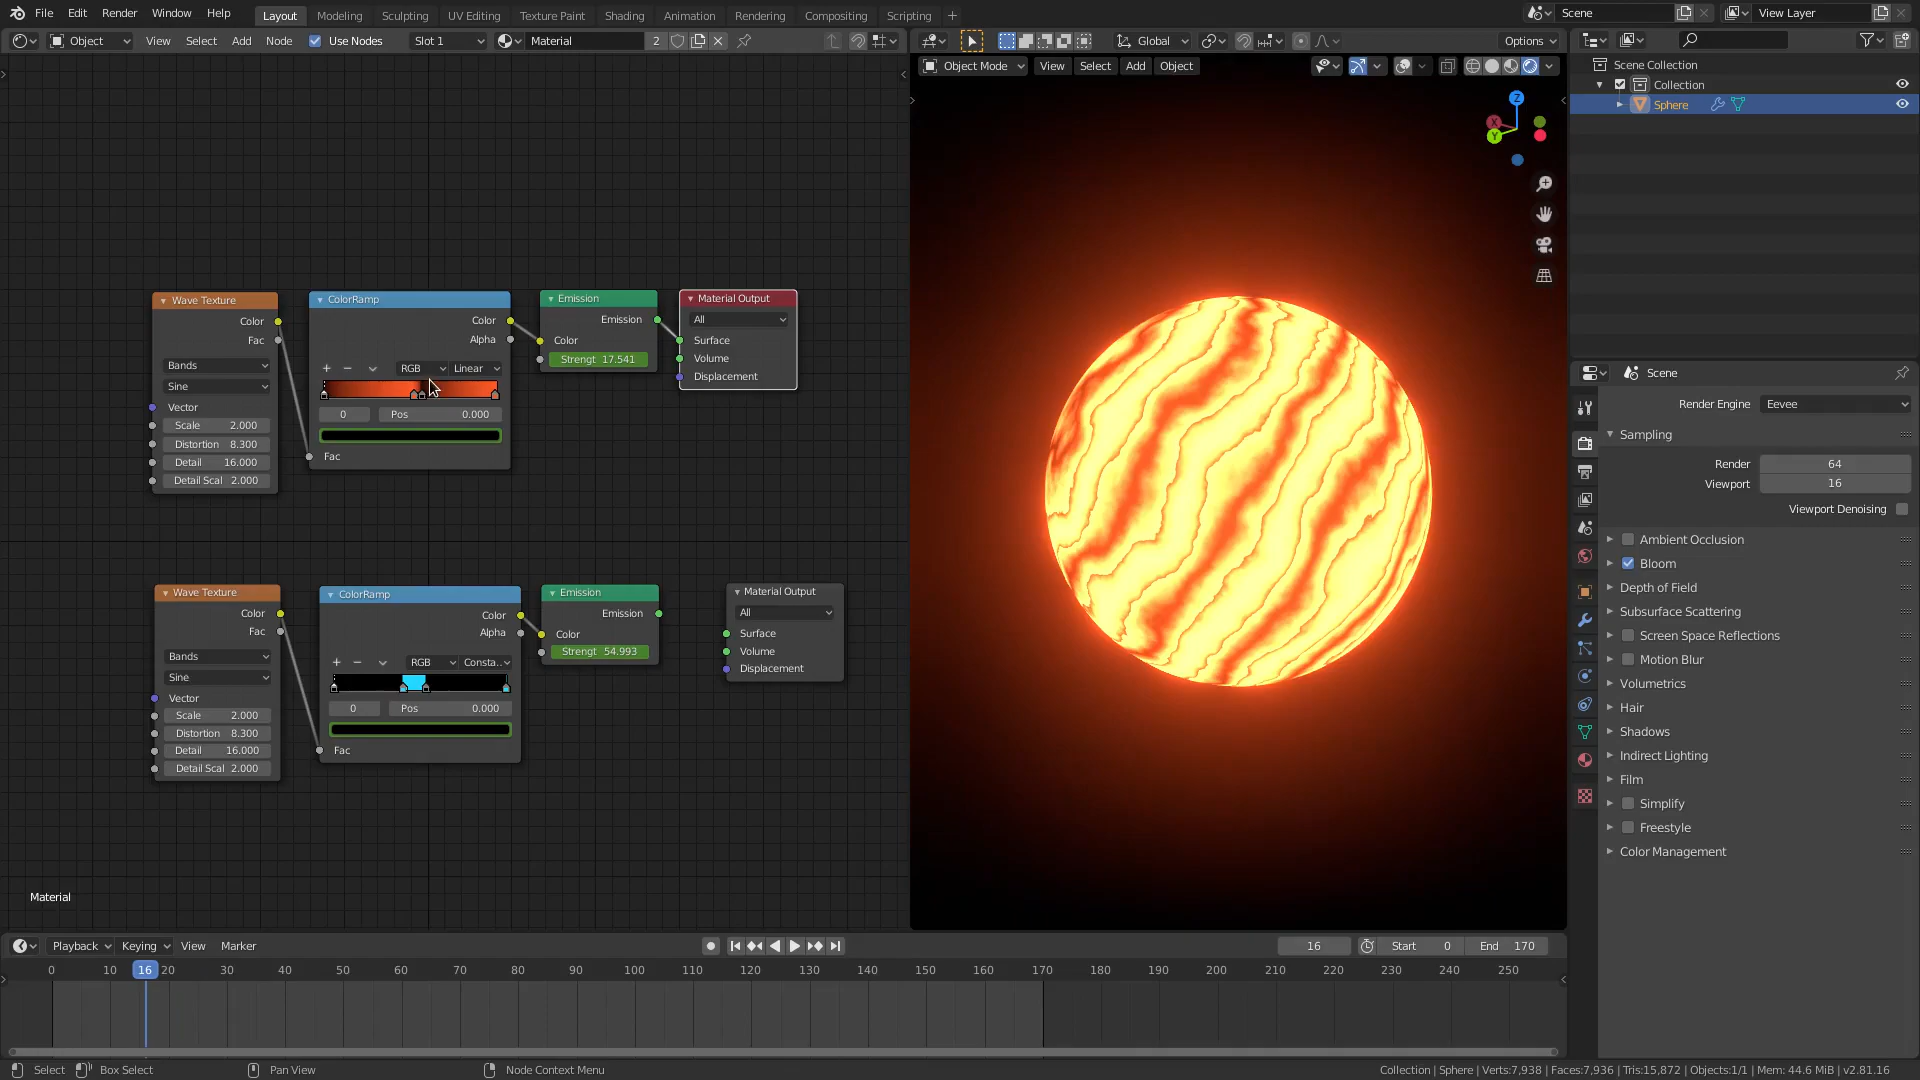 File Edit Render Window Help
Layout Modeling Sculpting UV Editing Texture Paint Shading Animation Rendering Compositing Scripting
Scene
View Layer
Object View Select Add Node Use Nodes Slot 1 Material 2
Global
Options
Object Mode View Select Add Object
Scene Collection
Collection
Sphere
Z
X
Y
Wave Texture
Color
Fac
Bands
Sine
Vector
Scale 2.000
Distortion 8.300
Detail 16.000
Detail Scal 2.000
ColorRamp
Color
Alpha
RGB Linear
0 Pos 0.000
Fac
Emission
Emission
Color
Strengt 17.541
Material Output
All
Surface
Volume
Displacement
Wave Texture
Color
Fac
Bands
Sine
Vector
Scale 2.000
Distortion 8.300
Detail 16.000
Detail Scal 2.000
ColorRamp
Color
Alpha
RGB Consta..
0 Pos 0.000
Fac
Emission
Emission
Color
Strengt 54.993
Material Output
All
Surface
Volume
Displacement
Material
Scene
Render Engine Eevee
Sampling
Render 64
Viewport 16
Viewport Denoising
Ambient Occlusion
Bloom
Depth of Field
Subsurface Scattering
Screen Space Reflections
Motion Blur
Volumetrics
Hair
Shadows
Indirect Lighting
Film
Simplify
Freestyle
Color Management
Playback Keying View Marker
16 Start 0 End 170
0 10 16 20 30 40 50 60 70 80 90 100 110 120 130 140 150 160 170 180 190 200 210 220 230 240 250
Select Box Select Pan View Node Context Menu
Collection | Sphere | Verts:7,938 | Faces:7,936 | Tris:15,872 | Objects:1/1 | Mem: 44.6 MiB | v2.81.16